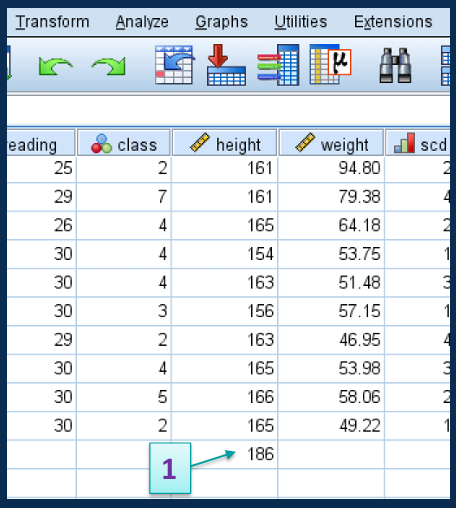 Transform Analyze Graphs Utilities Extensions
μ
eading class height weight scd
25 2 161 94.80 2
29 7 161 79.38 4
26 4 165 64.18 2
30 4 154 53.75 1
30 4 163 51.48 3
30 3 156 57.15 1
29 2 163 46.95 4
30 4 165 53.98 3
30 5 166 58.06 2
30 2 165 49.22 1
1 186